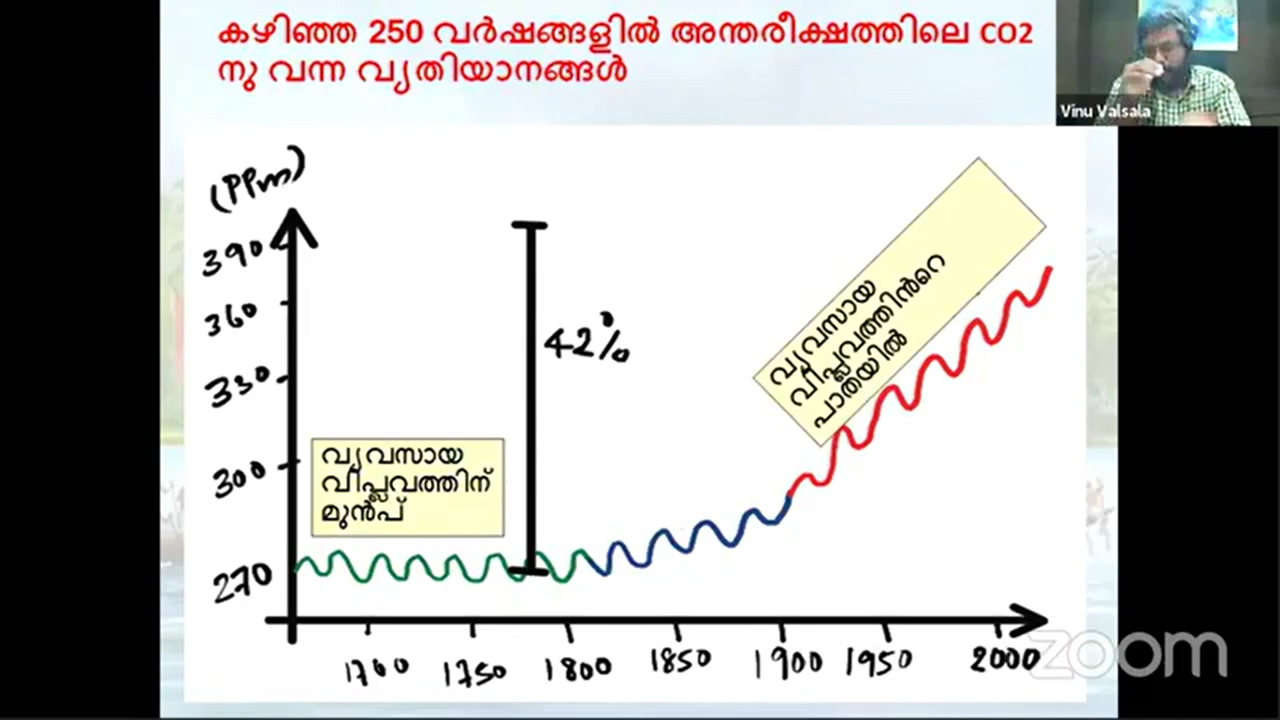 കഴിഞ്ഞ 250 വർഷങ്ങളിൽ അന്തരീക്ഷത്തിലെ CO2
നു വന്ന വ്യതിയാനങ്ങൾ
Vinu Valsala
(PPm)
390
360
330
300
270
42%
വ്യവസായ
വിപ്ലവത്തിന്
മുൻപ്
വ്യവസായ
വിപ്ലവത്തിൻറെ
പാതയിൽ
1700
1750
1800
1850
1900
1950
2000
zoom